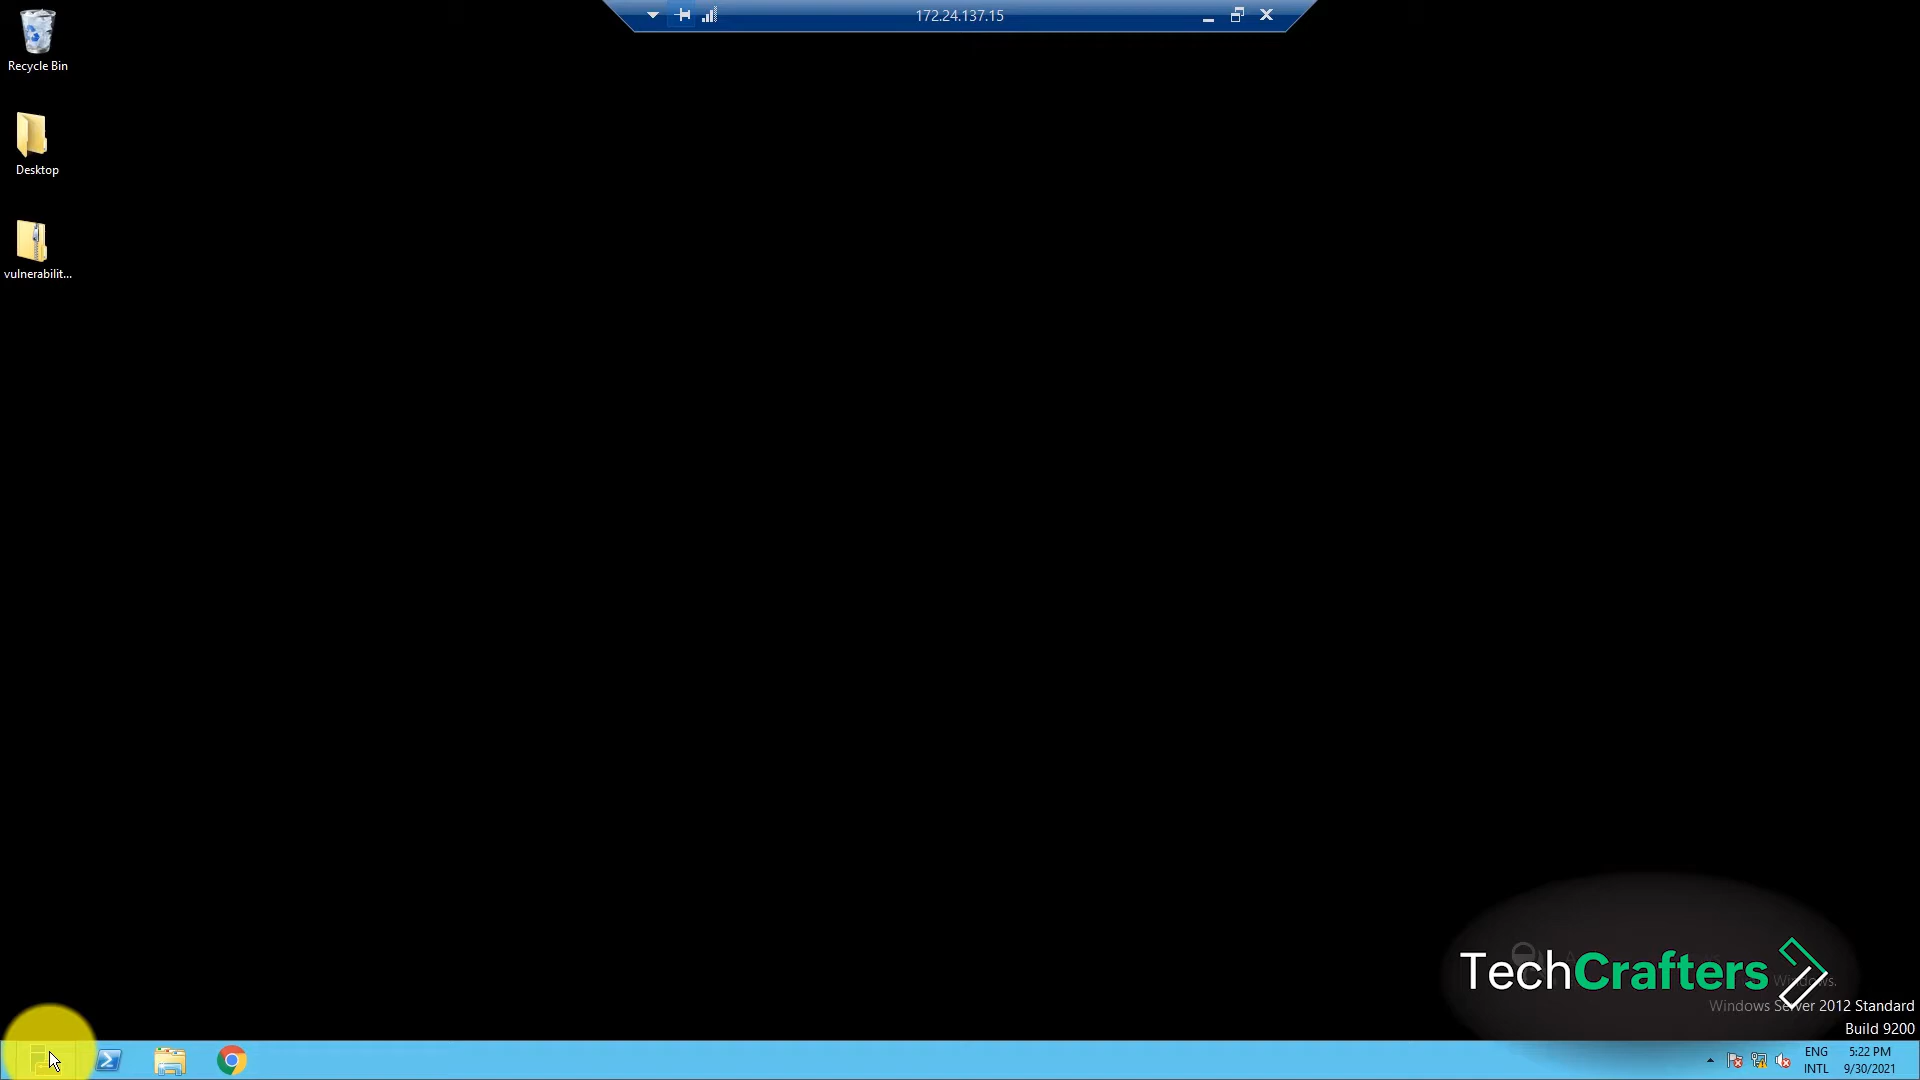 172.24.137.15
Recycle Bin
Desktop
vulnerabilit...
TechCrafters
Windows.
Windows Server 2012 Standard
Build 9200
ENG
INTL
5:22 PM
9/30/2021